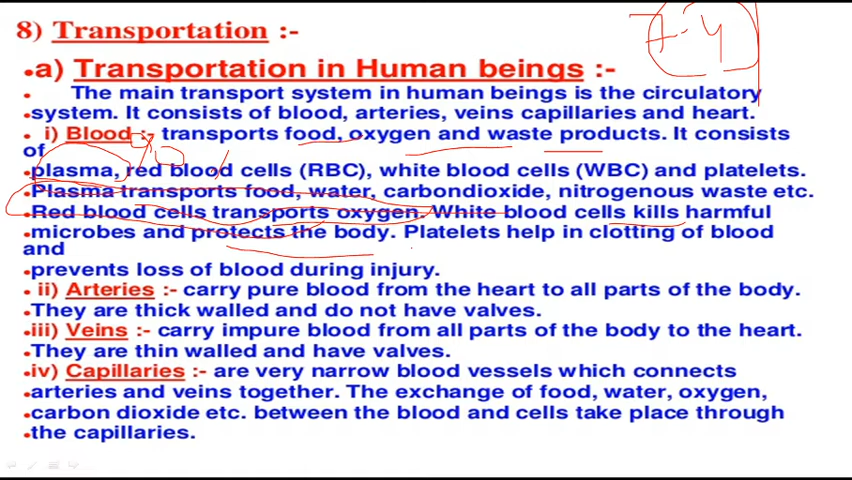 8) Transportation :-
7.4
•a) Transportation in Human beings :-
• The main transport system in human beings is the circulatory
•system. It consists of blood, arteries, veins capillaries and heart.
• i) Blood :- transports food, oxygen and waste products. It consists
of
•plasma, red blood cells (RBC), white blood cells (WBC) and platelets.
•Plasma transports food, water, carbondioxide, nitrogenous waste etc.
•Red blood cells transports oxygen. White blood cells kills harmful
•microbes and protects the body. Platelets help in clotting of blood
and
•prevents loss of blood during injury.
• ii) Arteries :- carry pure blood from the heart to all parts of the body.
•They are thick walled and do not have valves.
•iii) Veins :- carry impure blood from all parts of the body to the heart.
•They are thin walled and have valves.
•iv) Capillaries :- are very narrow blood vessels which connects
•arteries and veins together. The exchange of food, water, oxygen,
•carbon dioxide etc. between the blood and cells take place through
•the capillaries.